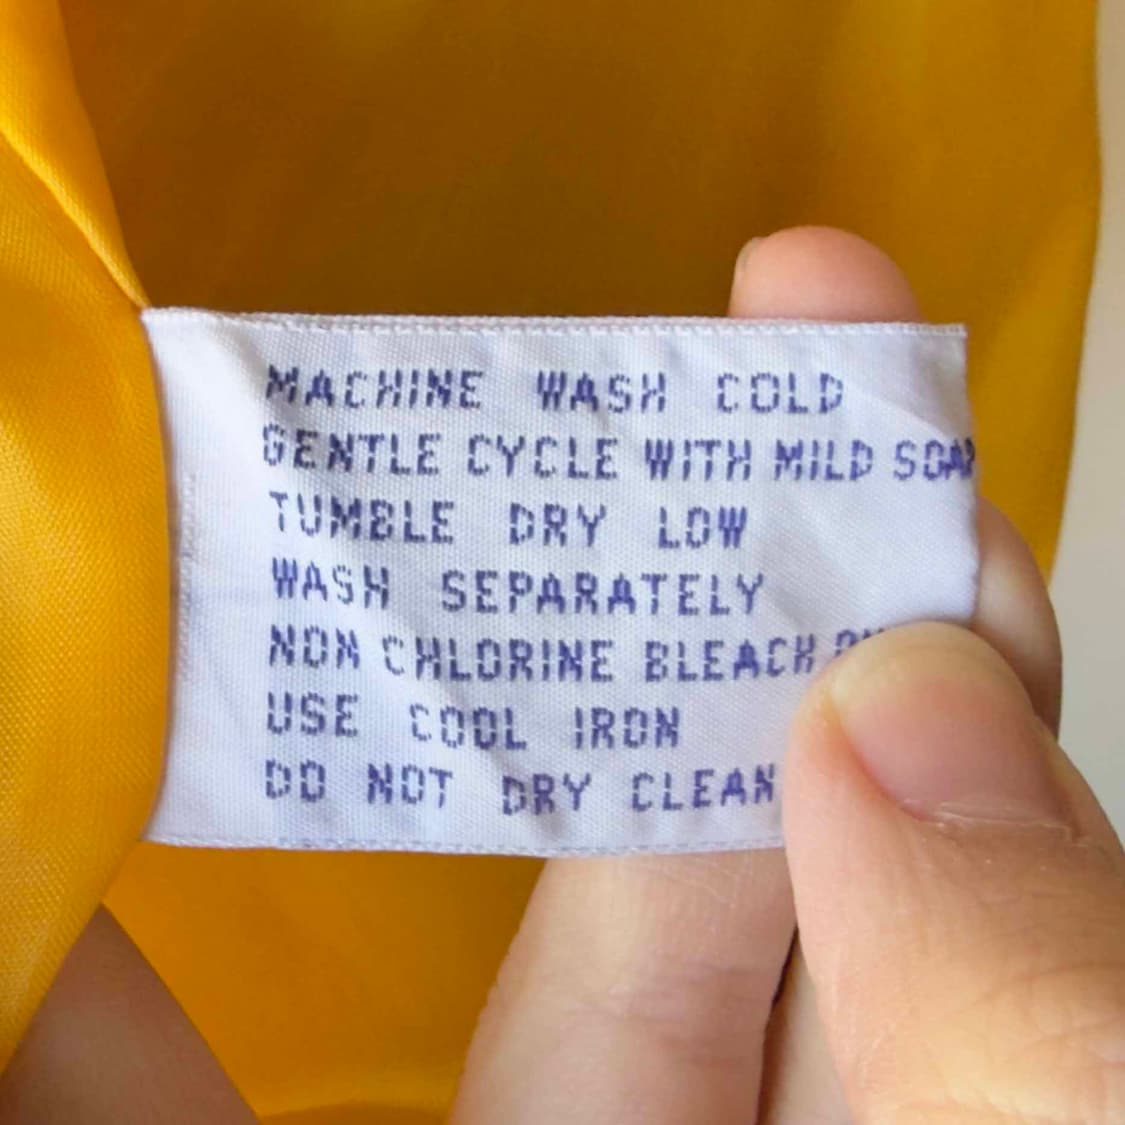 MACHINE WASH COLD
GENTLE CYCLE WITH MILD SOAP
TUMBLE DRY LOW
WASH SEPARATELY
NON CHLORINE BLEACH
USE COOL IRON
DO NOT DRY CLEAN